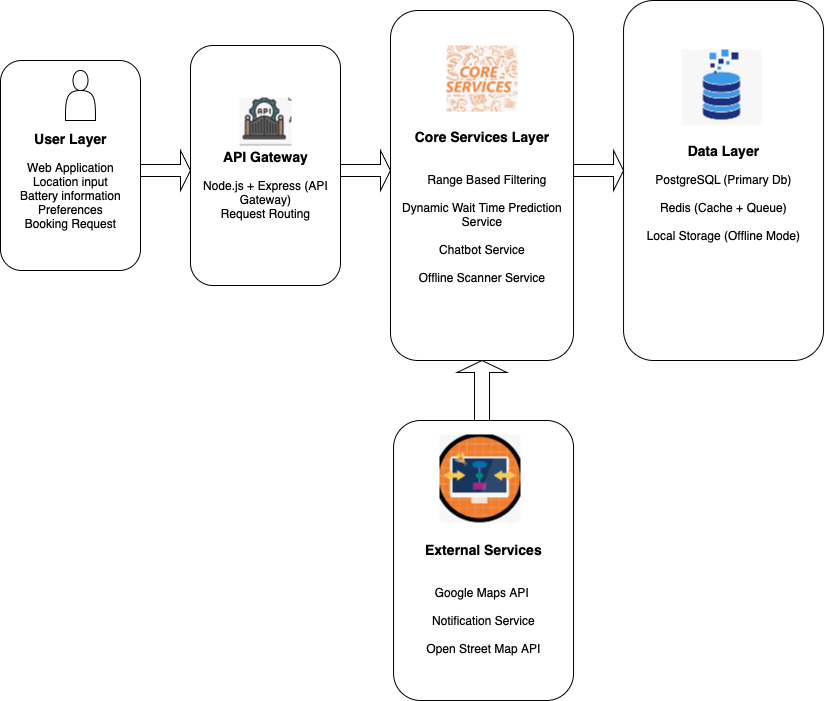 User Layer
Web Application
Location input
Battery information
Preferences
Booking Request
API
API Gateway
Node.js + Express (API
Gateway)
Request Routing
CORE
SERVICES
Core Services Layer
Range Based Filtering
Dynamic Wait Time Prediction
Service
Chatbot Service
Offline Scanner Service
Data Layer
PostgreSQL (Primary Db)
Redis (Cache + Queue)
Local Storage (Offline Mode)
External Services
Google Maps API
Notification Service
Open Street Map API